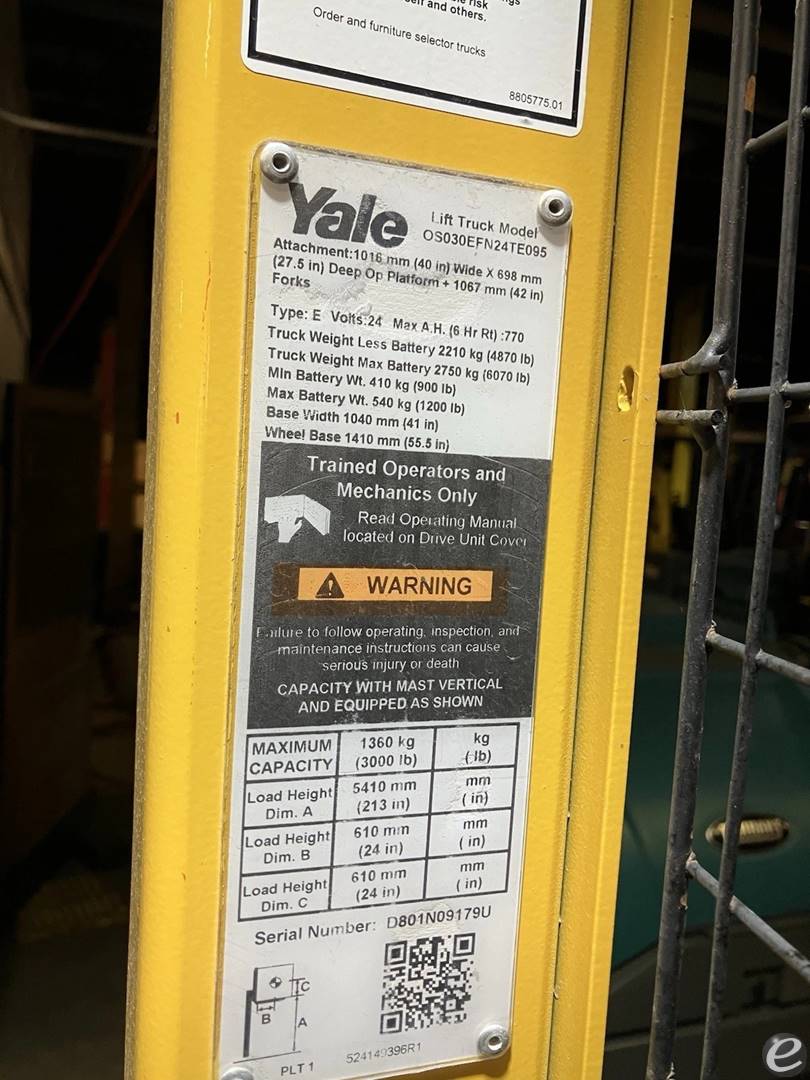 self and others.
Order and furniture selector trucks
8805775.01
Yale
Lift Truck Model
OS030EFN24TE095
Attachment:1016 mm (40 in) Wide X 698 mm
(27.5 in) Deep Op Platform + 1067 mm (42 in)
Forks
Type: E Volts:24 Max A.H. (6 Hr Rt) :770
Truck Weight Less Battery 2210 kg (4870 lb)
Truck Weight Max Battery 2750 kg (6070 lb)
Min Battery Wt. 410 kg (900 lb)
Max Battery Wt. 540 kg (1200 lb)
Base Width 1040 mm (41 in)
Wheel Base 1410 mm (55.5 in)
Trained Operators and
Mechanics Only
Read Operating Manual
located on Drive Unit Cover
WARNING
Failure to follow operating, inspection, and
maintenance instructions can cause
serious injury or death
CAPACITY WITH MAST VERTICAL
AND EQUIPPED AS SHOWN
MAXIMUM CAPACITY 1360 kg (3000 lb) kg (lb)
Load Height Dim. A 5410 mm (213 in) mm ( in)
Load Height Dim. B 610 mm (24 in) mm ( in)
Load Height Dim. C 610 mm (24 in) mm ( in)
Serial Number: D801N09179U
C
B
A
PLT 1
524149396R1
e